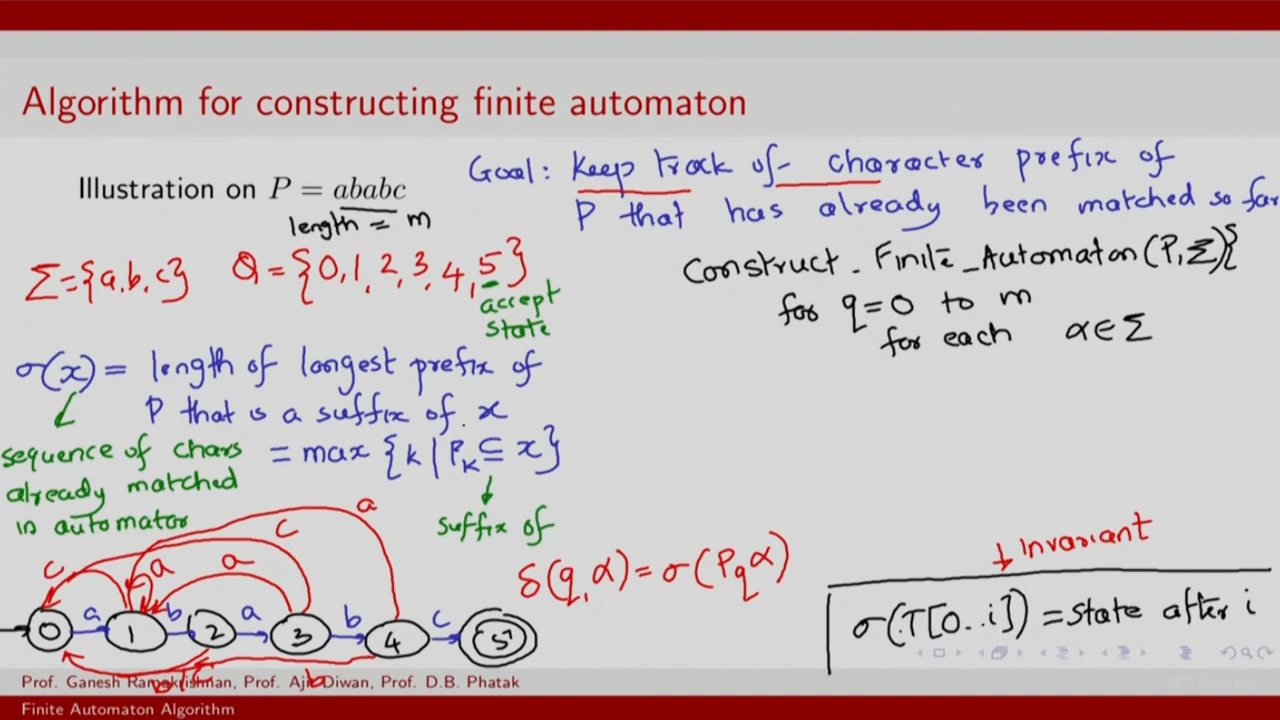 Algorithm for constructing finite automaton
Illustration on P = ababc
length = m
Goal: Keep track of character prefix of
P that has already been matched so far
Σ={a,b,c} Q={0,1,2,3,4,5}
accept
state
Construct_Finite_Automaton(P,Σ){
for q=0 to m
for each α∈Σ
σ(x) = length of longest prefix of
P that is a suffix of x
= max {k | P_k ⊆ x}
suffix of
sequence of chars
already matched
in automator
a
c
c a a
0 a 1 b 2 a 3 b 4 c 5
b
δ(q,α)=σ(P_qα)
↓ Invariant
σ(T[0..i]) = state after i
Prof. Ganesh Ramakrishnan, Prof. Ajit Diwan, Prof. D.B. Phatak
Finite Automaton Algorithm